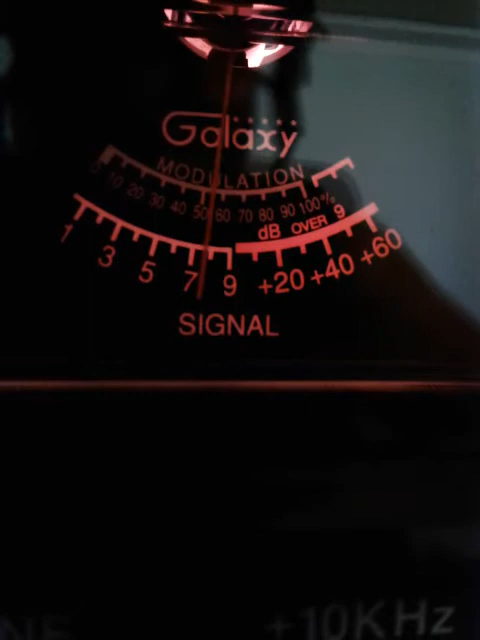 Galaxy
MODULATION
0 10 20 30 40 50 60 70 80 90 100%
dB OVER 9
1 3 5 7 9 +20 +40 +60
SIGNAL
+10KHz